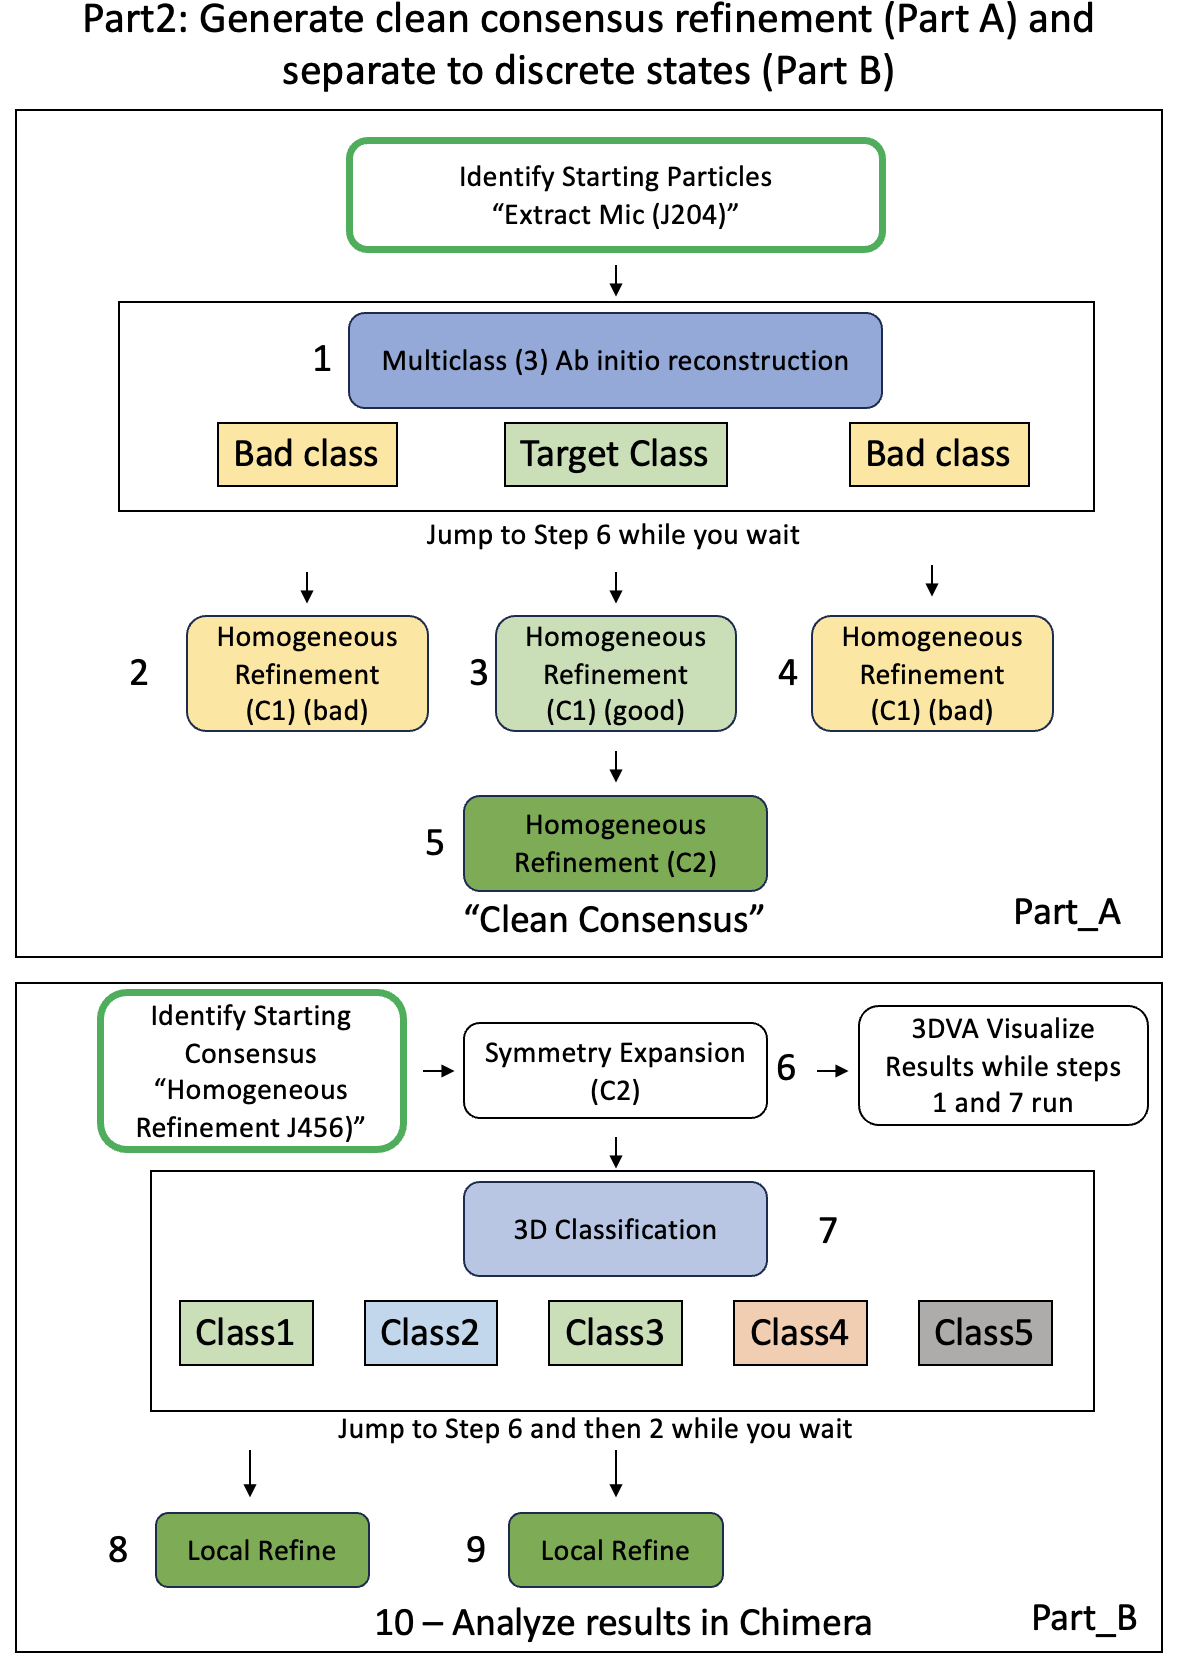 Part2: Generate clean consensus refinement (Part A) and
separate to discrete states (Part B)
Identify Starting Particles
“Extract Mic (J204)”
1
Multiclass (3) Ab initio reconstruction
Bad class
Target Class
Bad class
Jump to Step 6 while you wait
2
Homogeneous
Refinement
(C1) (bad)
3
Homogeneous
Refinement
(C1) (good)
4
Homogeneous
Refinement
(C1) (bad)
5
Homogeneous
Refinement (C2)
“Clean Consensus”
Part_A
Identify Starting
Consensus
“Homogeneous
Refinement J456)”
Symmetry Expansion
(C2)
6
3DVA Visualize
Results while steps
1 and 7 run
3D Classification
7
Class1
Class2
Class3
Class4
Class5
Jump to Step 6 and then 2 while you wait
8
Local Refine
9
Local Refine
10 – Analyze results in Chimera
Part_B